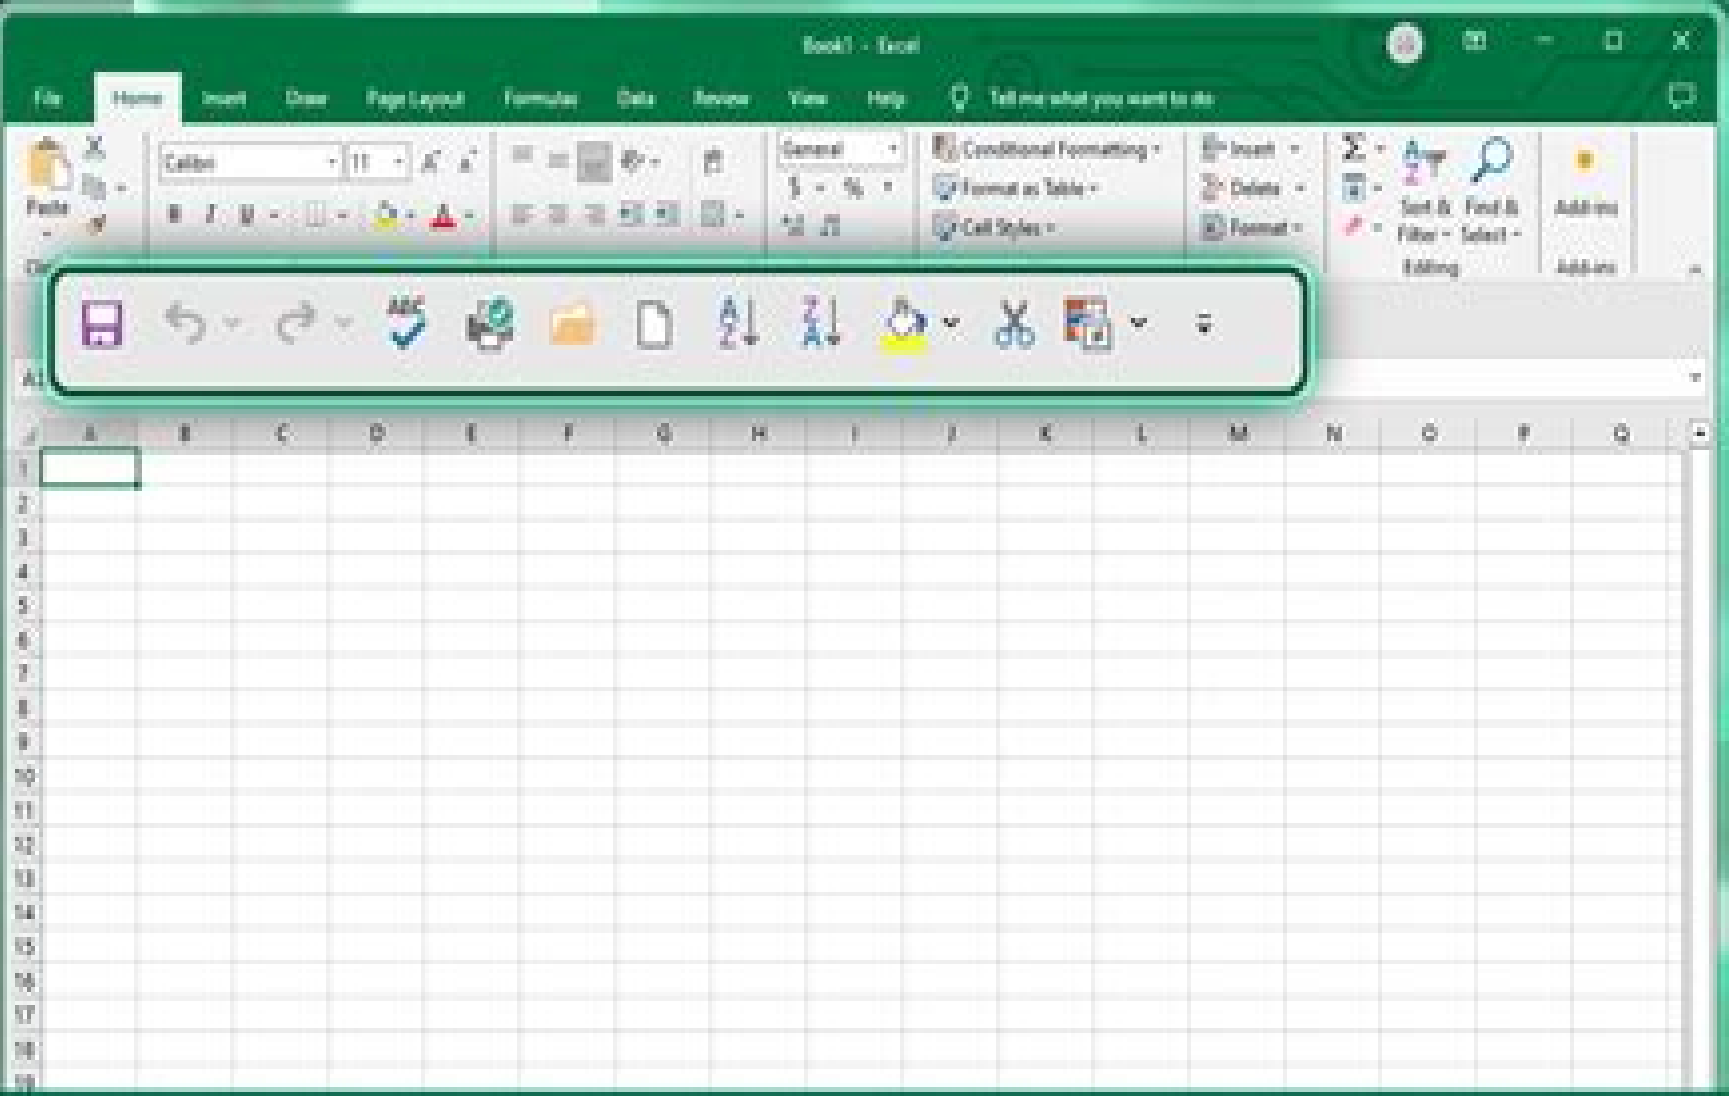 Book1 - Excel
File Home Insert Draw Page Layout Formulas Data Review View Help Tell me what you want to do
Calibri 11 General Conditional Formatting Insert
$ % Format as Table Delete
Paste B I U A Cell Styles Format
Sort & Filter Find & Select Add-ins
Editing Add-ins
ABC A Z Z A
A B C D E F G H I J K L M N O P Q
1
2
3
4
5
6
7
8
9
10
11
12
13
14
15
16
17
18
19